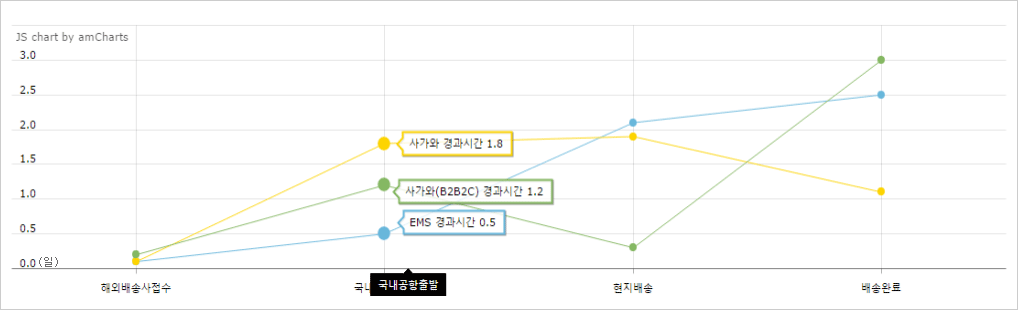 JS chart by amCharts
3.0
2.5
2.0
1.5
1.0
0.5
0.0(일)
사가와 경과시간 1.8
사가와(B2B2C) 경과시간 1.2
EMS 경과시간 0.5
해외배송사접수
국내공항출발
현지배송
배송완료